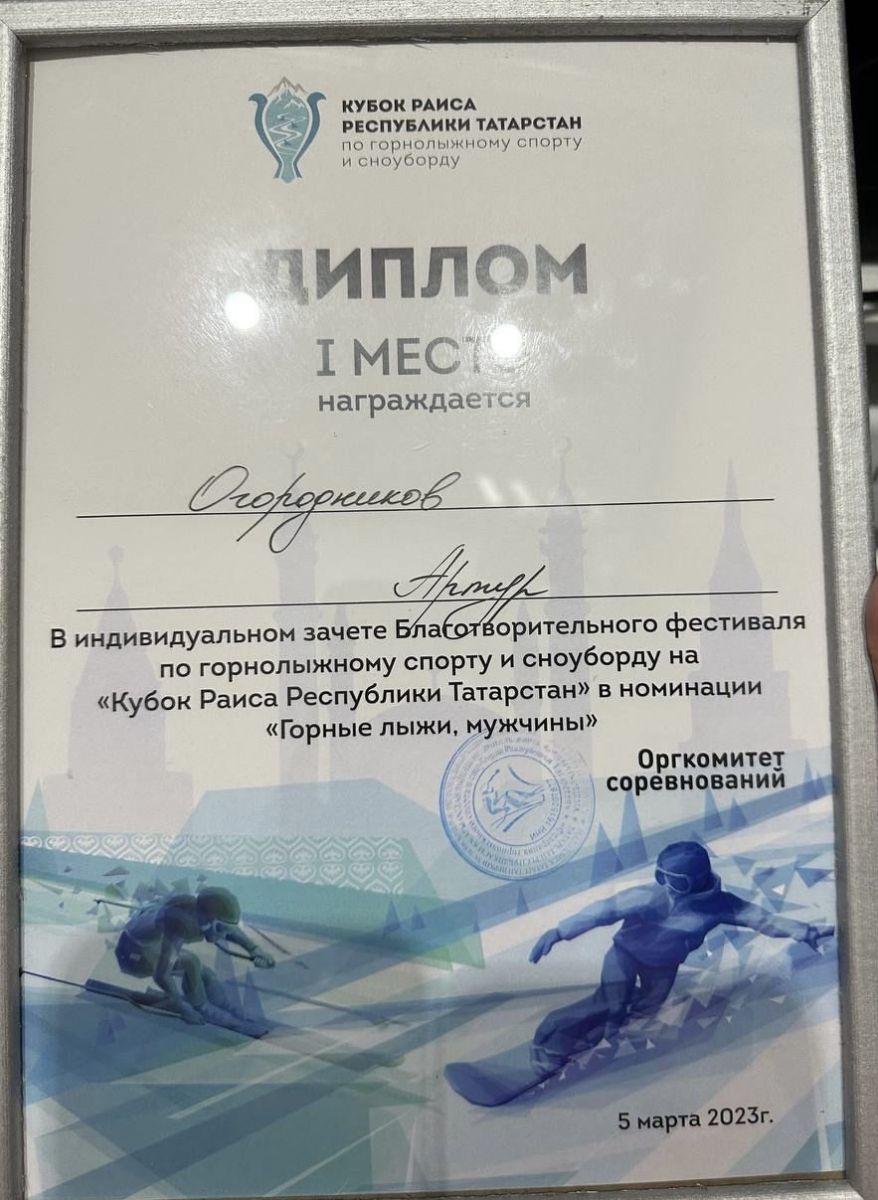 КУБОК РАИСА
РЕСПУБЛИКИ ТАТАРСТАН
по горнолыжному спорту
и сноуборду
ДИПЛОМ
I МЕСТО
награждается
Огородников
Артур
В индивидуальном зачете Благотворительного фестиваля
по горнолыжному спорту и сноуборду на
«Кубок Раиса Республики Татарстан» в номинации
«Горные лыжи, мужчины»
Оргкомитет
соревнований
5 марта 2023г.